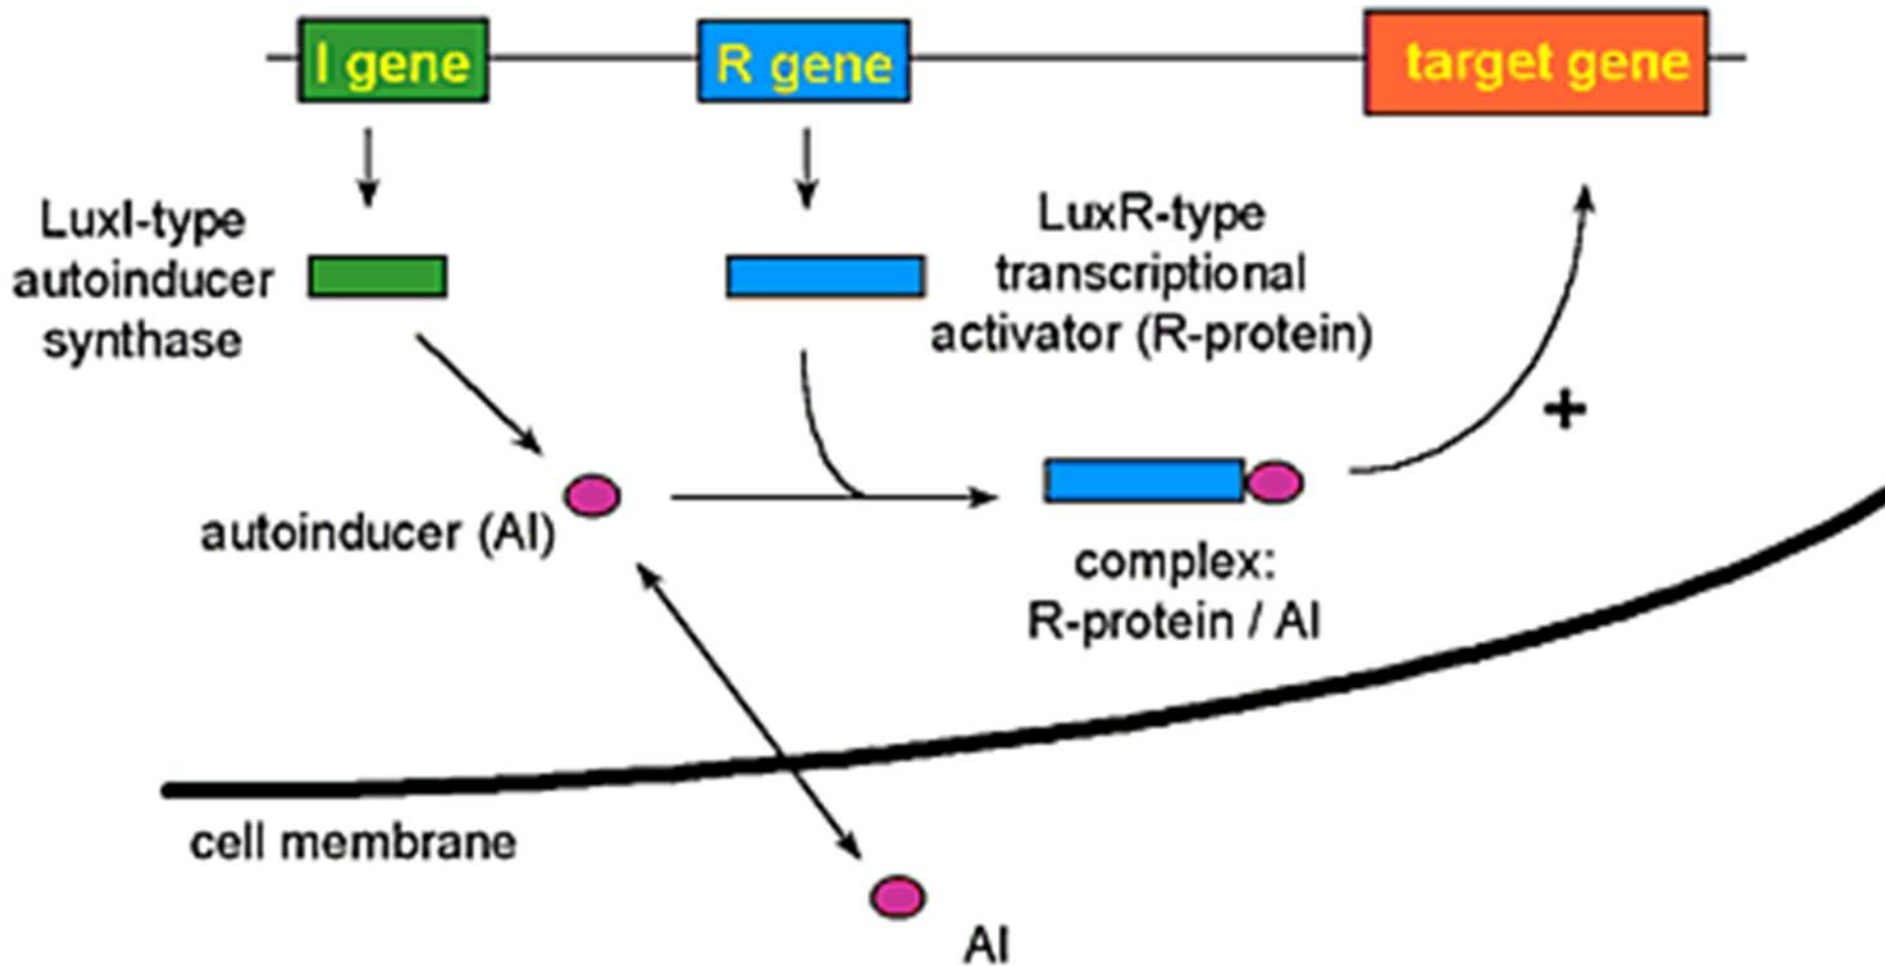 I gene
R gene
target gene
LuxI-type
autoinducer
synthase
LuxR-type
transcriptional
activator (R-protein)
+
autoinducer (AI)
complex:
R-protein / AI
cell membrane
AI